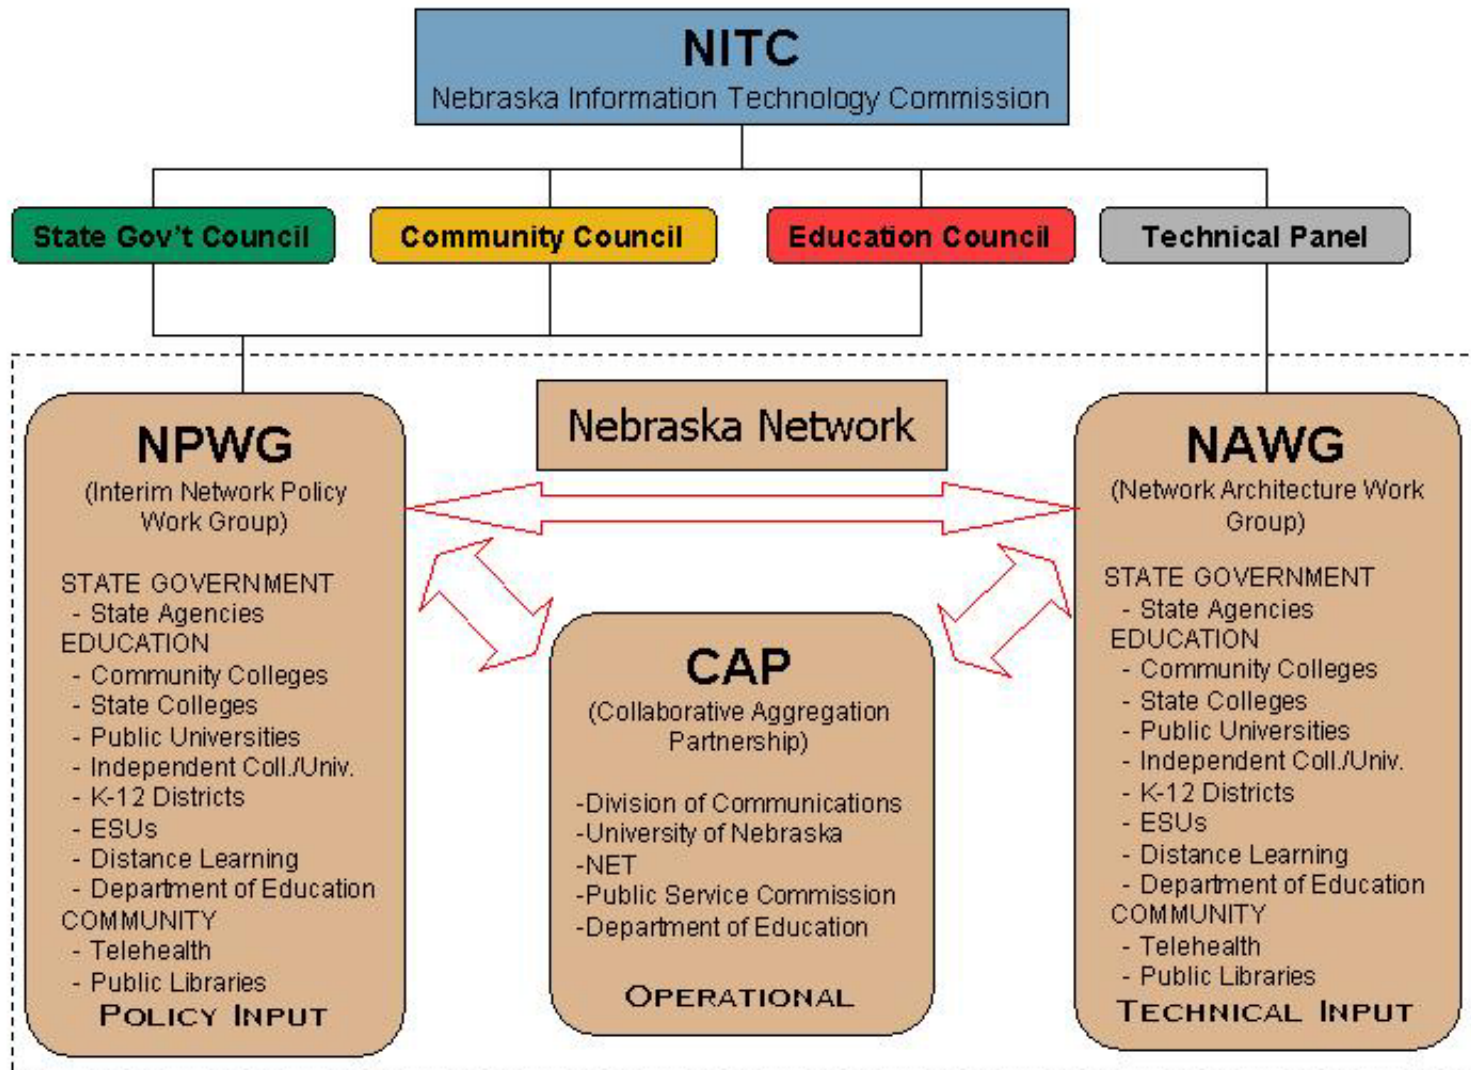 NITC
Nebraska Information Technology Commission
State Gov't Council
Community Council
Education Council
Technical Panel
Nebraska Network
NPWG
(Interim Network Policy
Work Group)
STATE GOVERNMENT
- State Agencies
EDUCATION
- Community Colleges
- State Colleges
- Public Universities
- Independent Coll./Univ.
- K-12 Districts
- ESUs
- Distance Learning
- Department of Education
COMMUNITY
- Telehealth
- Public Libraries
POLICY INPUT
CAP
(Collaborative Aggregation
Partnership)
-Division of Communications
-University of Nebraska
-NET
-Public Service Commission
-Department of Education
OPERATIONAL
NAWG
(Network Architecture Work
Group)
STATE GOVERNMENT
- State Agencies
EDUCATION
- Community Colleges
- State Colleges
- Public Universities
- Independent Coll./Univ.
- K-12 Districts
- ESUs
- Distance Learning
- Department of Education
COMMUNITY
- Telehealth
- Public Libraries
TECHNICAL INPUT